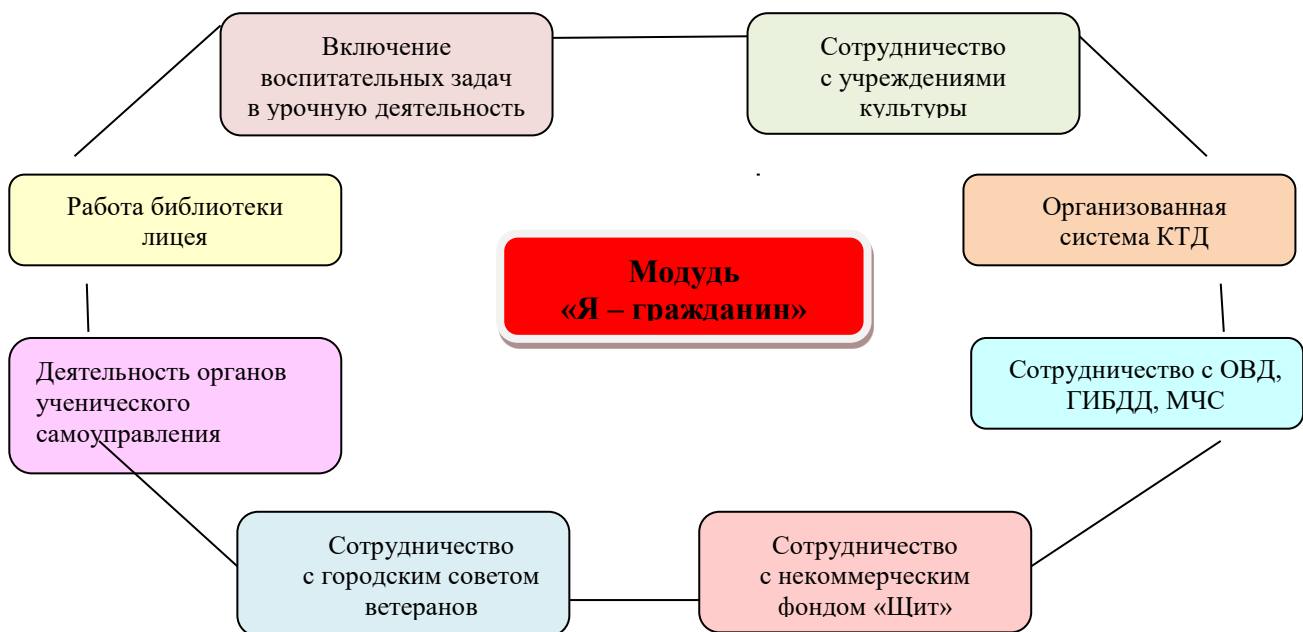 Включение
воспитательных задач
в урочную деятельность
Сотрудничество
с учреждениями
культуры
Работа библиотеки
лицея
Организованная
система КТД
Модудь
«Я – гражданин»
Деятельность органов
ученического
самоуправления
Сотрудничество с ОВД,
ГИБДД, МЧС
Сотрудничество
с городским советом
ветеранов
Сотрудничество
с некоммерческим
фондом «Щит»